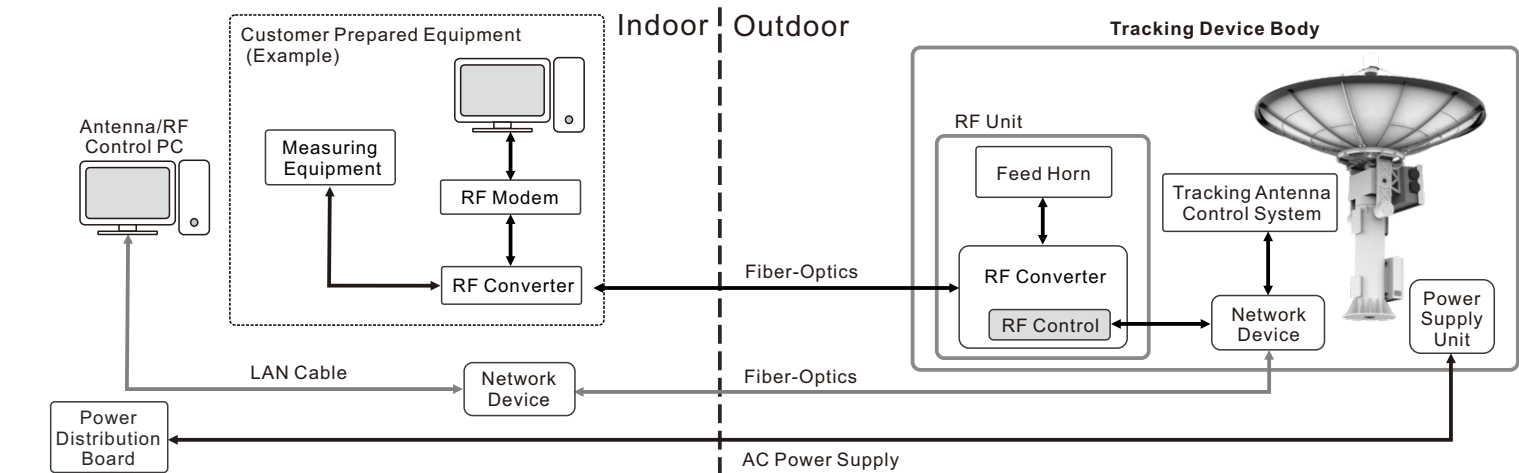 Indoor
Outdoor
Tracking Device Body
Customer Prepared Equipment
(Example)
Antenna/RF
Control PC
Measuring
Equipment
RF Modem
RF Converter
RF Unit
Feed Horn
RF Converter
RF Control
Tracking Antenna
Control System
Network
Device
Power
Supply
Unit
Fiber-Optics
LAN Cable
Network
Device
Fiber-Optics
Power
Distribution
Board
AC Power Supply